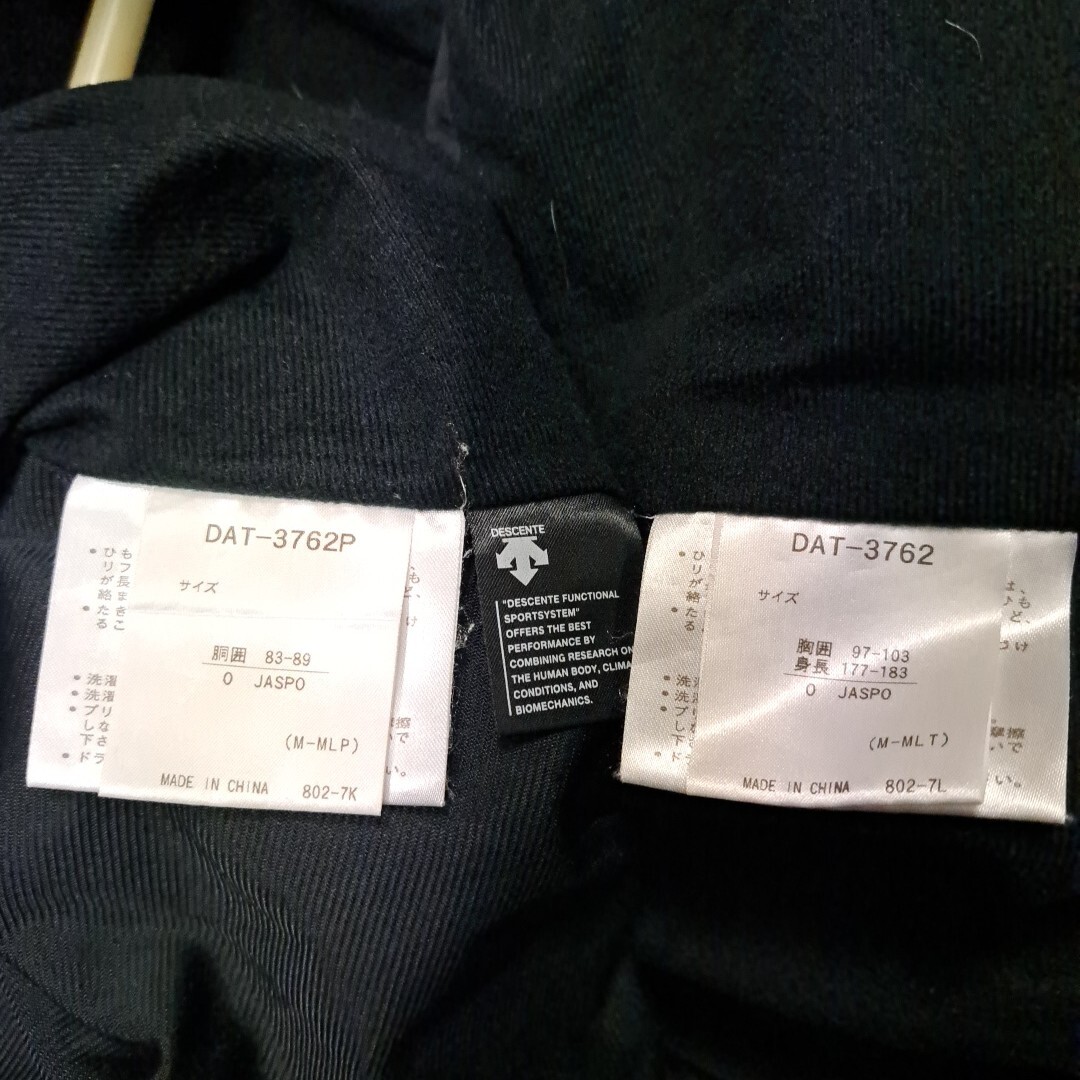 DAT-3762P
サイズ
胴囲 83-89
O JASPO
(M-MLP)
MADE IN CHINA 802-7K
DESCENTE
"DESCENTE FUNCTIONAL
SPORTSYSTEM"
OFFERS THE BEST
PERFORMANCE BY
COMBINING RESEARCH ON
THE HUMAN BODY, CLIMA
CONDITIONS, AND
BIOMECHANICS.
DAT-3762
サイズ
胸囲 97-103
身長 177-183
O JASPO
(M-MLT)
MADE IN CHINA 802-7L